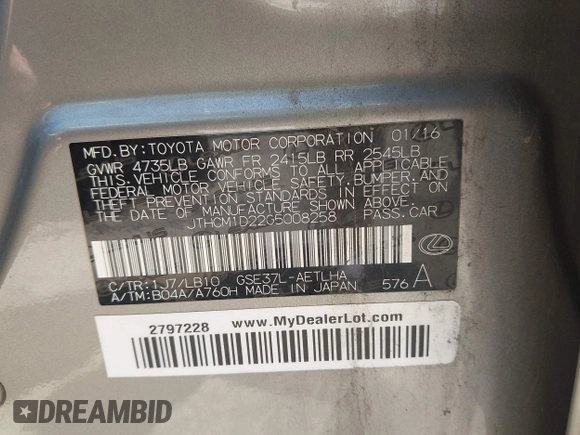 MFD.BY:TOYOTA MOTOR CORPORATION 01/16
GVWR 4735LB GAWR FR 2415LB RR 2545LB
THIS VEHICLE CONFORMS TO ALL APPLICABLE
FEDERAL MOTOR VEHICLE SAFETY,BUMPER, AND
THEFT PREVENTION STANDARDS IN EFFECT ON
THE DATE OF MANUFACTURE SHOWN ABOVE.
JTHCM1D22G5008258 PASS.CAR
C/TR:1J7/LB10 GSE37L-AETLHA
A/TM:B04A/A760H MADE IN JAPAN 576 A
2797228 www.MyDealerLot.com
DREAMBID